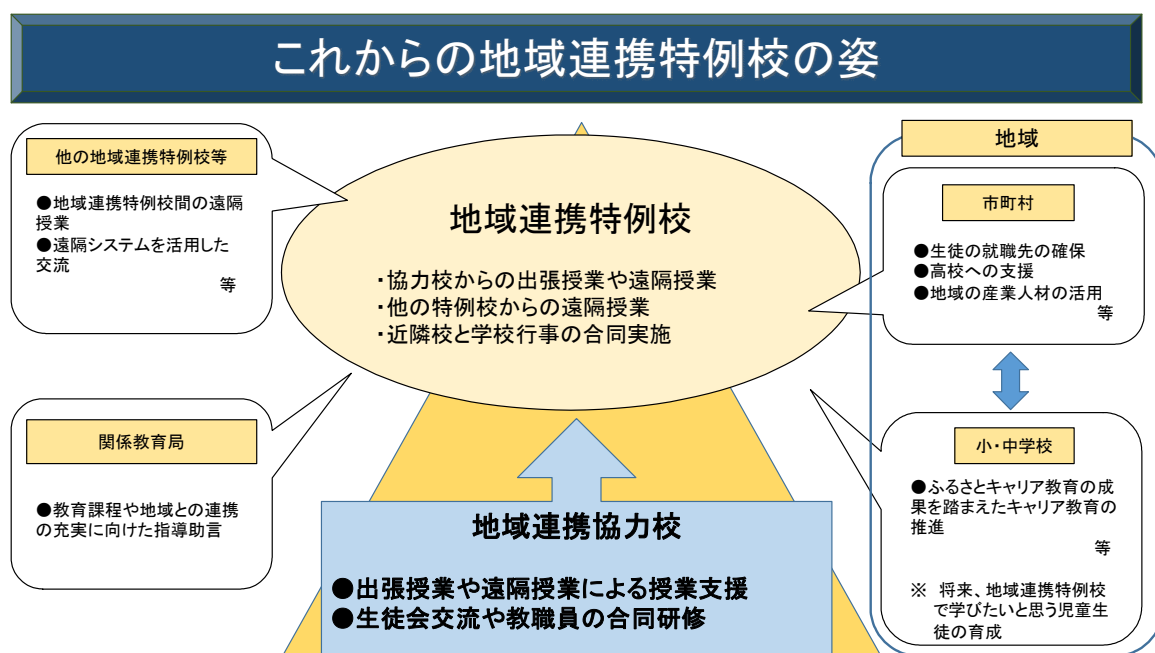 これからの地域連携特例校の姿
他の地域連携特例校等
●地域連携特例校間の遠隔
授業
●遠隔システムを活用した
交流
等
関係教育局
●教育課程や地域との連携
の充実に向けた指導助言
地域連携特例校
・協力校からの出張授業や遠隔授業
・他の特例校からの遠隔授業
・近隣校と学校行事の合同実施
地域連携協力校
●出張授業や遠隔授業による授業支援
●生徒会交流や教職員の合同研修
地域
市町村
●生徒の就職先の確保
●高校への支援
●地域の産業人材の活用
等
小・中学校
●ふるさとキャリア教育の成
果を踏まえたキャリア教育の
推進
等
※ 将来、地域連携特例校
で学びたいと思う児童生
徒の育成